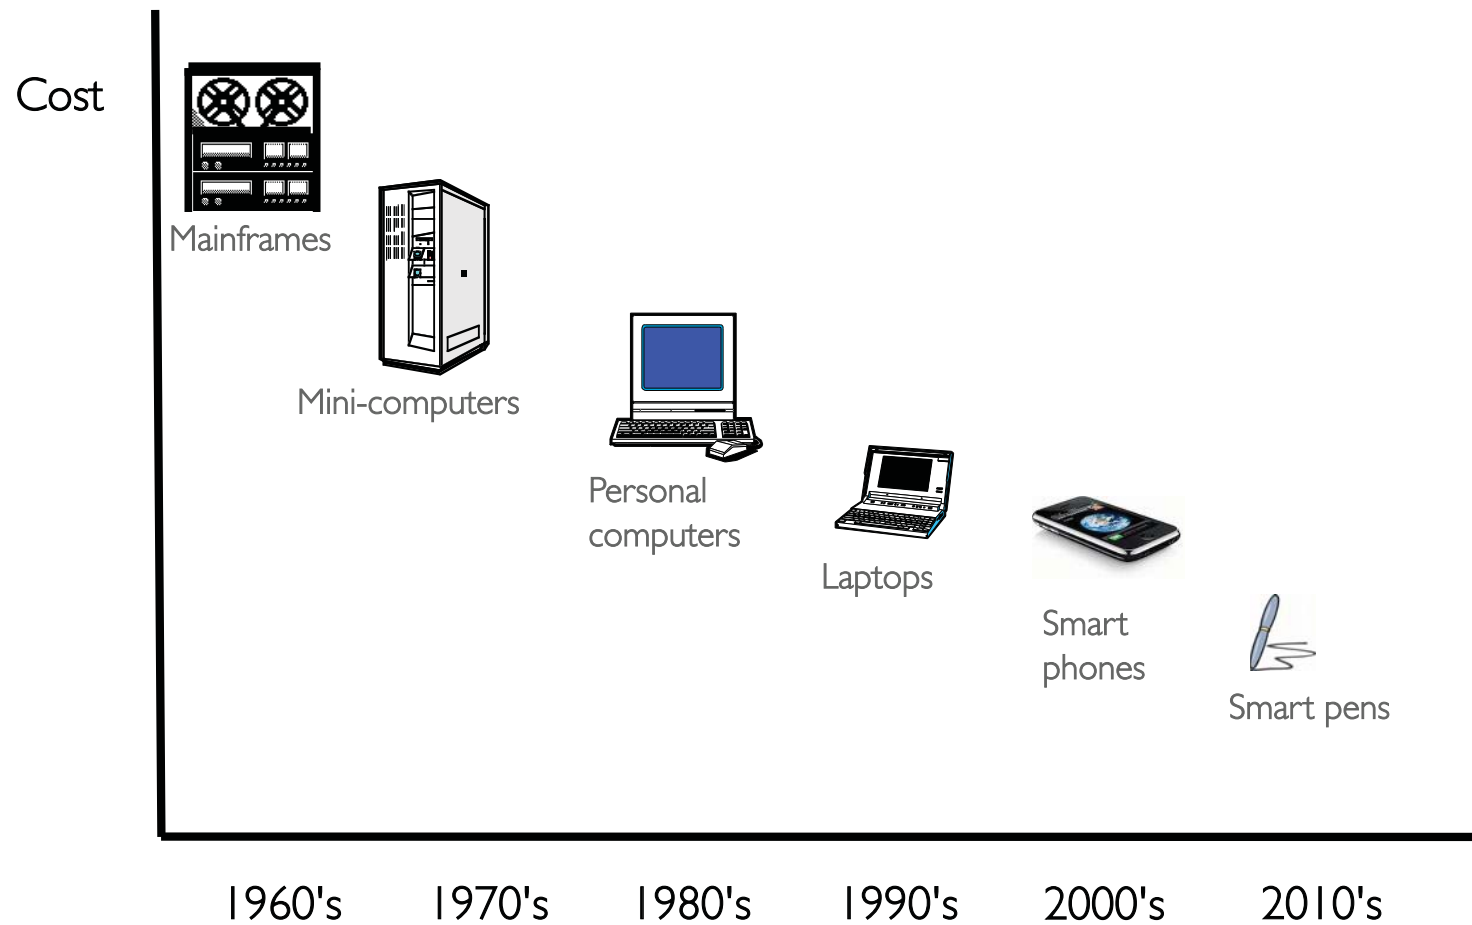 Cost
Mainframes
Mini-computers
Personal
computers
Laptops
Smart
phones
Smart pens
1960's
1970's
1980's
1990's
2000's
2010's